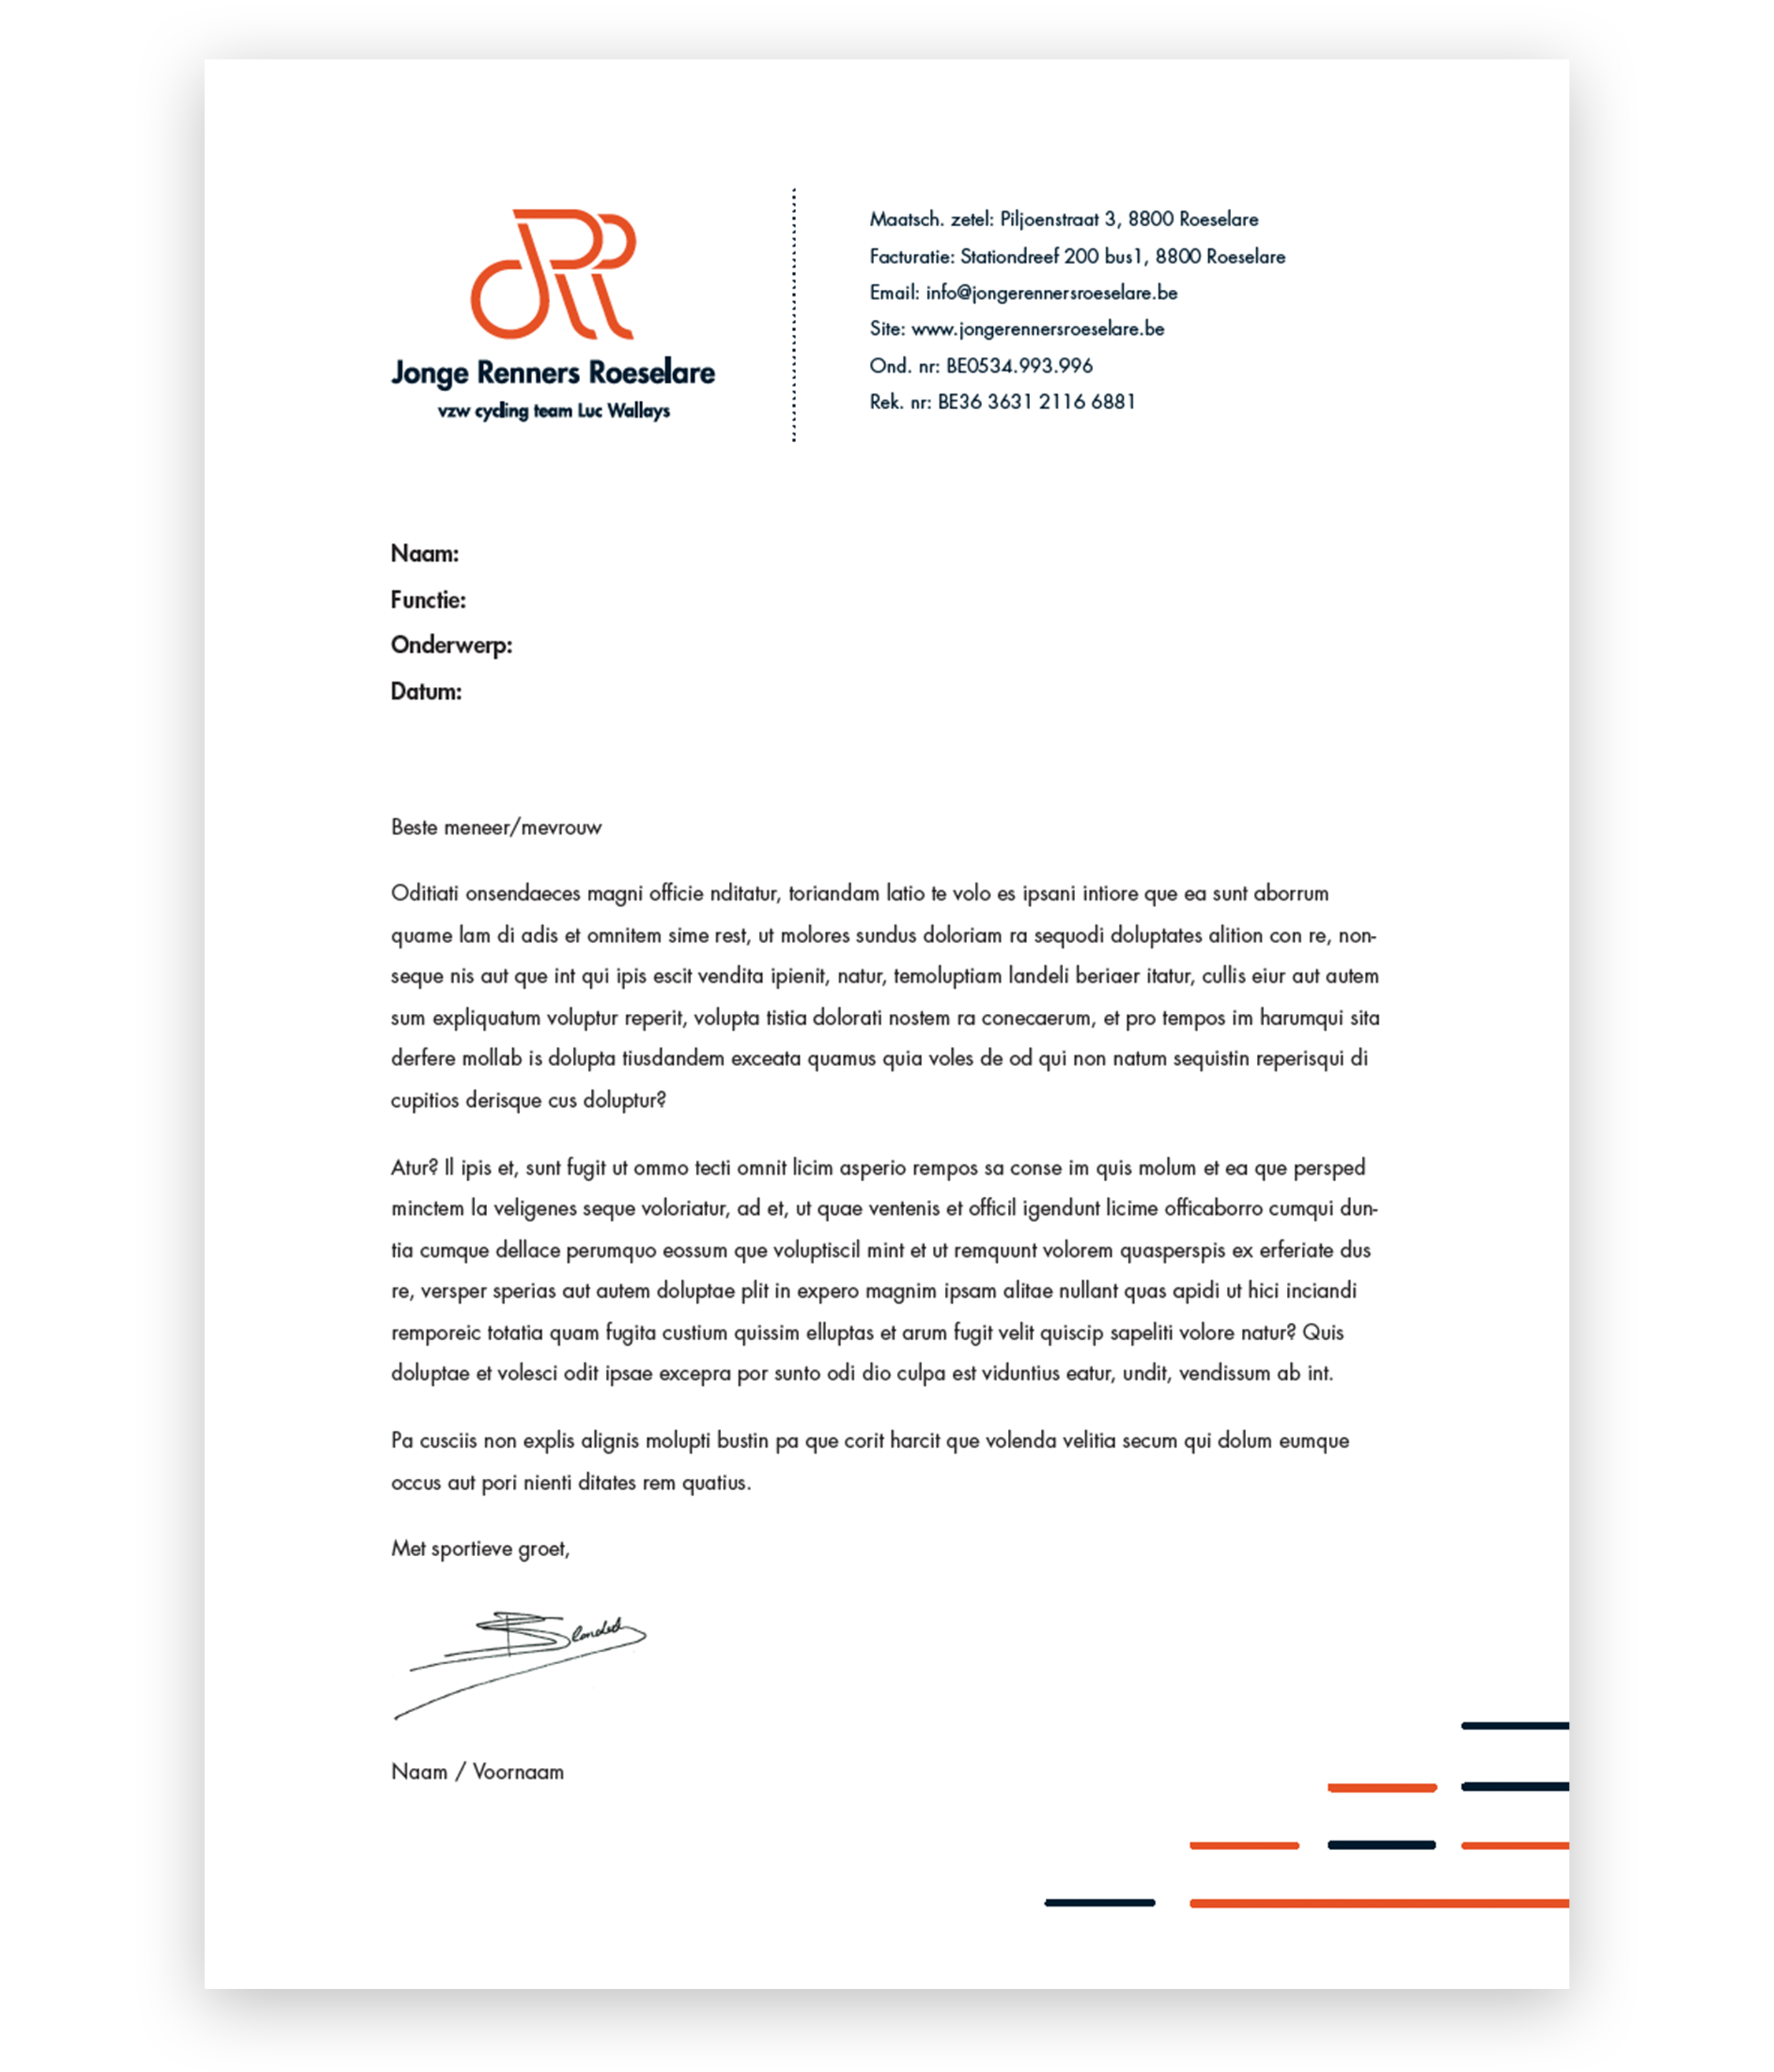 JRR
Jonge Renners Roeselare
vzw cycling team Luc Wallays
Maatsch. zetel: Piljoenstraat 3, 8800 Roeselare
Facturatie: Stationdreef 200 bus1, 8800 Roeselare
Email: info@jongerennersroeselare.be
Site: www.jongerennersroeselare.be
Ond. nr: BE0534.993.996
Rek. nr: BE36 3631 2116 6881
Naam:
Functie:
Onderwerp:
Datum:
Beste meneer/mevrouw
Oditiati onsendaeces magni officie nditatur, toriandam latio te volo es ipsani intiore que ea sunt aborrum
quame lam di adis et omnitem sime rest, ut molores sundus doloriam ra sequodi doluptates alition con re, non-
seque nis aut que int qui ipis escit vendita ipienit, natur, temoluptiam landeli beriaer itatur, cullis eiur aut autem
sum expliquatum voluptur reperit, volupta tistia dolorati nostem ra conecaerum, et pro tempos im harumqui sita
derfere mollab is dolupta tiusdandem exceata quamus quia voles de od qui non natum sequistin reperisqui di
cupitios derisque cus doluptur?
Atur? Il ipis et, sunt fugit ut ommo tecti omnit licim asperio rempos sa conse im quis molum et ea que persped
minctem la veligenes seque voloriatur, ad et, ut quae ventenis et officil igendunt licime officaborro cumqui dun-
tia cumque dellace perumquo eossum que voluptiscil mint et ut remquunt volorem quasperspis ex erferiate dus
re, versper sperias aut autem doluptae plit in expero magnim ipsam alitae nullant quas apidi ut hici inciandi
remporeic totatia quam fugita custium quissim elluptas et arum fugit velit quiscip sapeliti volore natur? Quis
doluptae et volesci odit ipsae excepra por sunto odi dio culpa est viduntius eatur, undit, vendissum ab int.
Pa cusciis non explis alignis molupti bustin pa que corit harcit que volenda velitia secum qui dolum eumque
occus aut pori nienti ditates rem quatius.
Met sportieve groet,
Naam / Voornaam